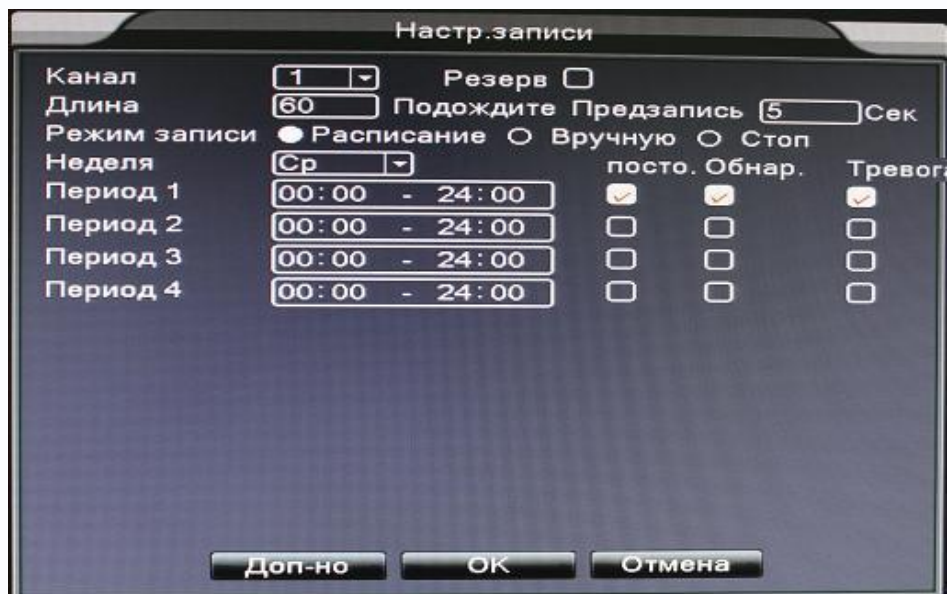 Настр.записи
Канал 1 Резерв
Длина 60 Подождите Предзапись 5 Сек
Режим записи Расписание Вручную Стоп
Неделя Ср посто. Обнар. Тревога
Период 1 00:00 - 24:00
Период 2 00:00 - 24:00
Период 3 00:00 - 24:00
Период 4 00:00 - 24:00
Доп-но ОК Отмена